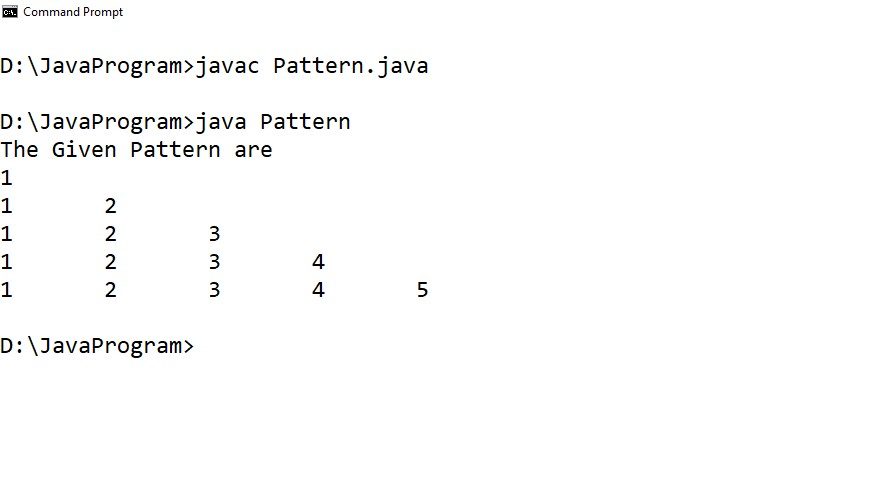 Command Prompt
D:\JavaProgram>javac Pattern.java
D:\JavaProgram>java Pattern
The Given Pattern are
1
1 2
1 2 3
1 2 3 4
1 2 3 4 5
D:\JavaProgram>